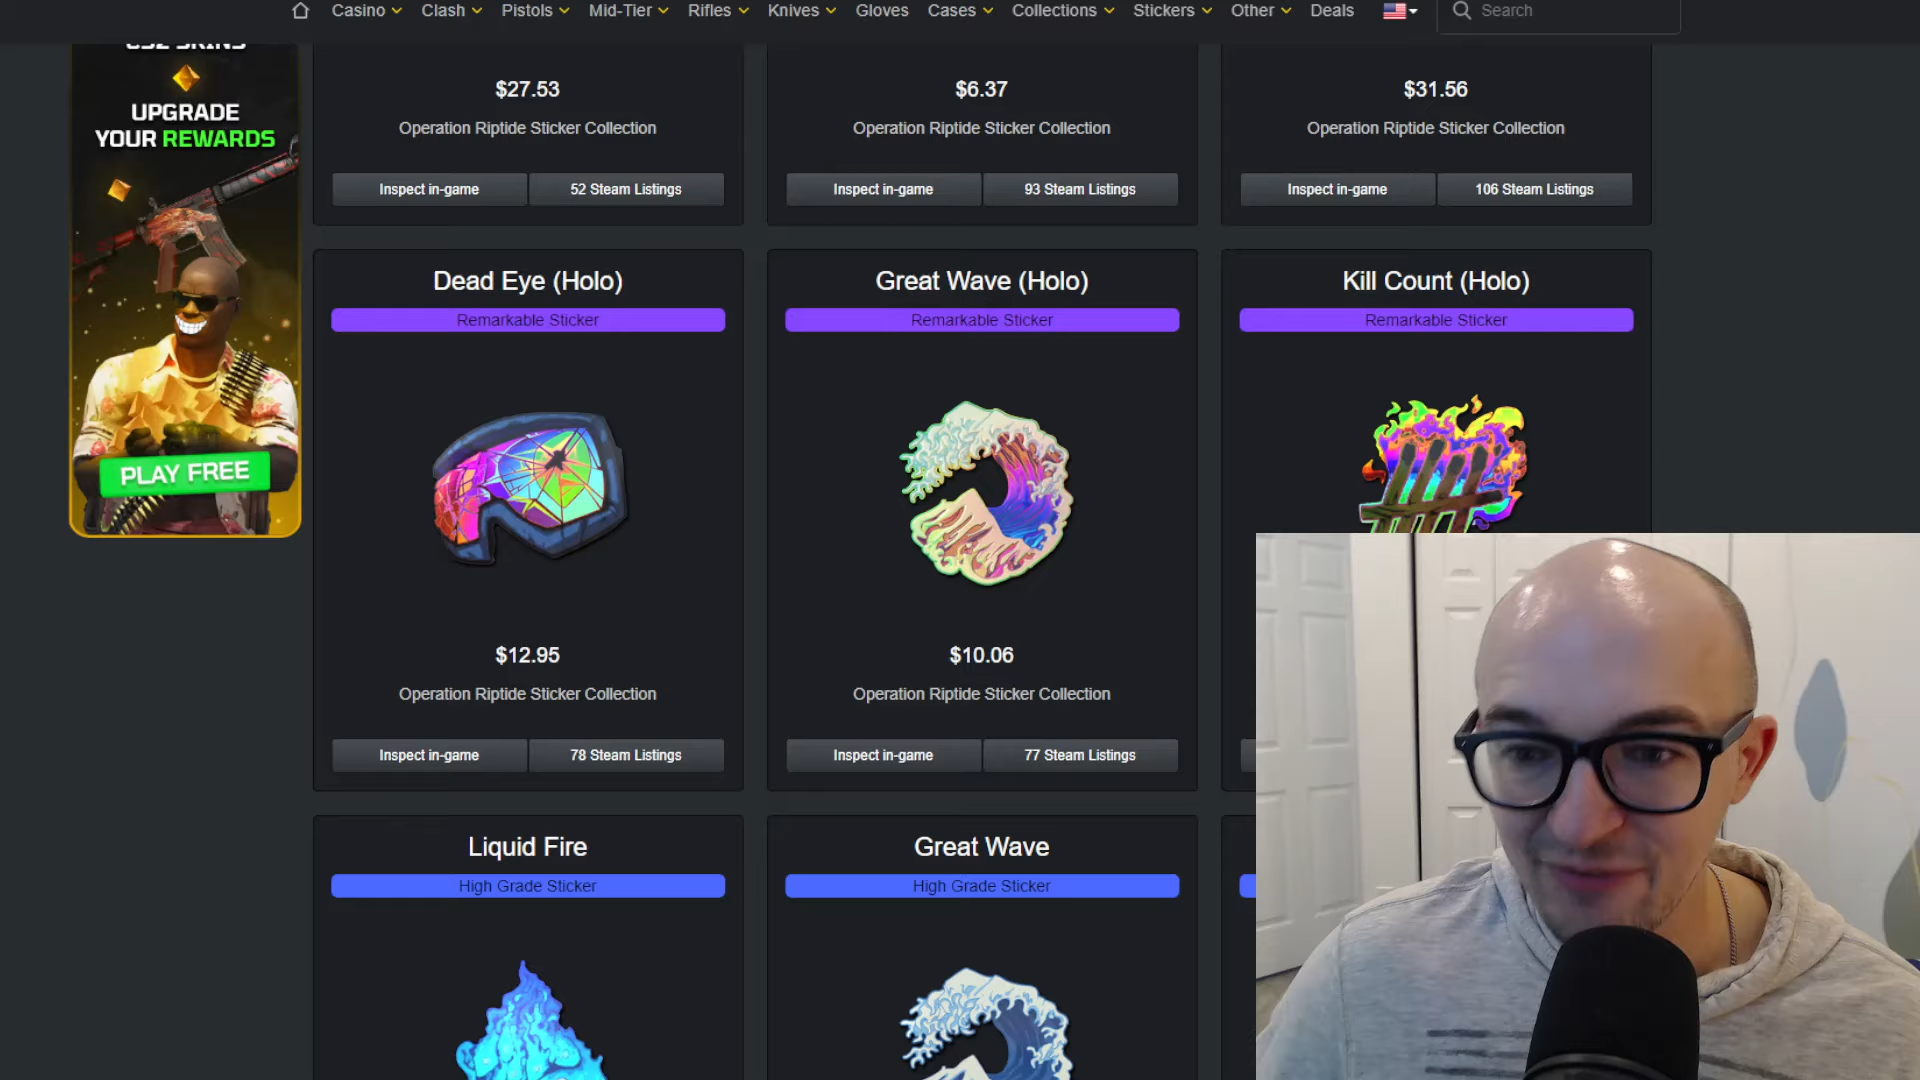 Casino Clash Pistols Mid-Tier Rifles Knives Gloves Cases Collections Stickers Other Deals Search
UPGRADE
YOUR REWARDS
PLAY FREE
$27.53
Operation Riptide Sticker Collection
Inspect in-game 52 Steam Listings
$6.37
Operation Riptide Sticker Collection
Inspect in-game 93 Steam Listings
$31.56
Operation Riptide Sticker Collection
Inspect in-game 106 Steam Listings
Dead Eye (Holo)
Remarkable Sticker
$12.95
Operation Riptide Sticker Collection
Inspect in-game 78 Steam Listings
Great Wave (Holo)
Remarkable Sticker
$10.06
Operation Riptide Sticker Collection
Inspect in-game 77 Steam Listings
Kill Count (Holo)
Remarkable Sticker
Liquid Fire
High Grade Sticker
Great Wave
High Grade Sticker